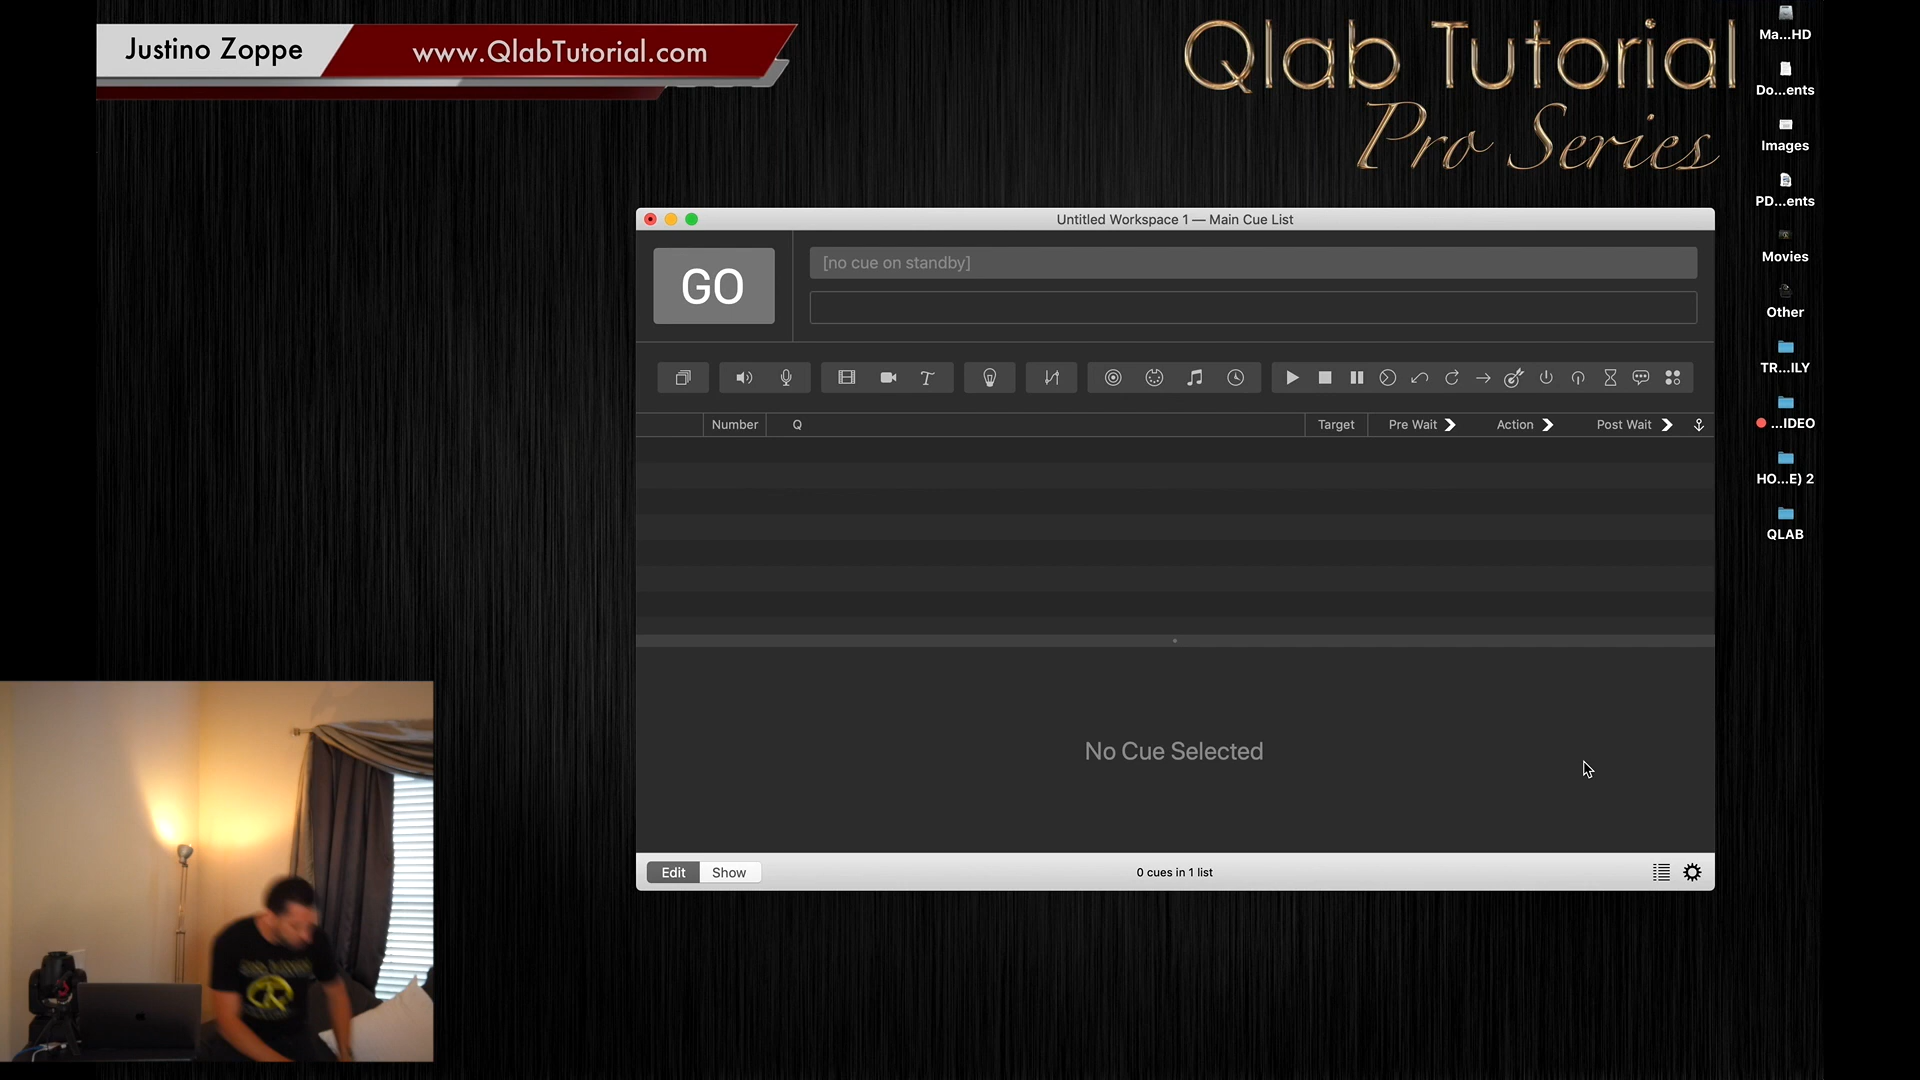 Justino Zoppe
www.QlabTutorial.com
Qlab Tutorial
Pro Series
Ma...HD
Do...ents
Images
PD...ents
Movies
Other
TR...ILY
...IDEO
HO...E) 2
QLAB
Untitled Workspace 1 — Main Cue List
GO
[no cue on standby]
Number Q Target Pre Wait Action Post Wait
No Cue Selected
Edit Show 0 cues in 1 list